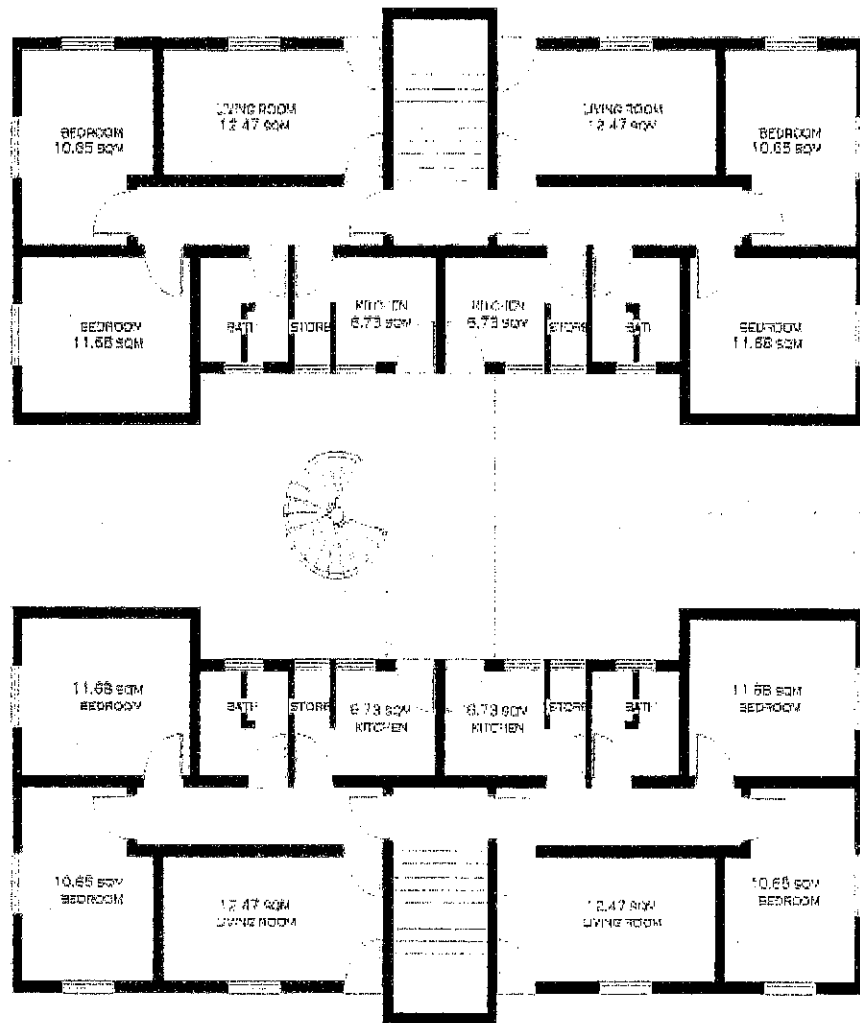 LIVING ROOM
12.47 SQM
LIVING ROOM
12.47 SQM
BEDROOM
10.65 SQM
BEDROOM
10.65 SQM
BEDROOM
11.68 SQM
BATH
STORE
KITCHEN
6.73 SQM
KITCHEN
6.73 SQM
STORE
BATH
BEDROOM
11.68 SQM
11.68 SQM
BEDROOM
BATH
STORE
6.73 SQM
KITCHEN
6.73 SQM
KITCHEN
STORE
BATH
11.68 SQM
BEDROOM
10.65 SQM
BEDROOM
12.47 SQM
LIVING ROOM
12.47 SQM
LIVING ROOM
10.65 SQM
BEDROOM